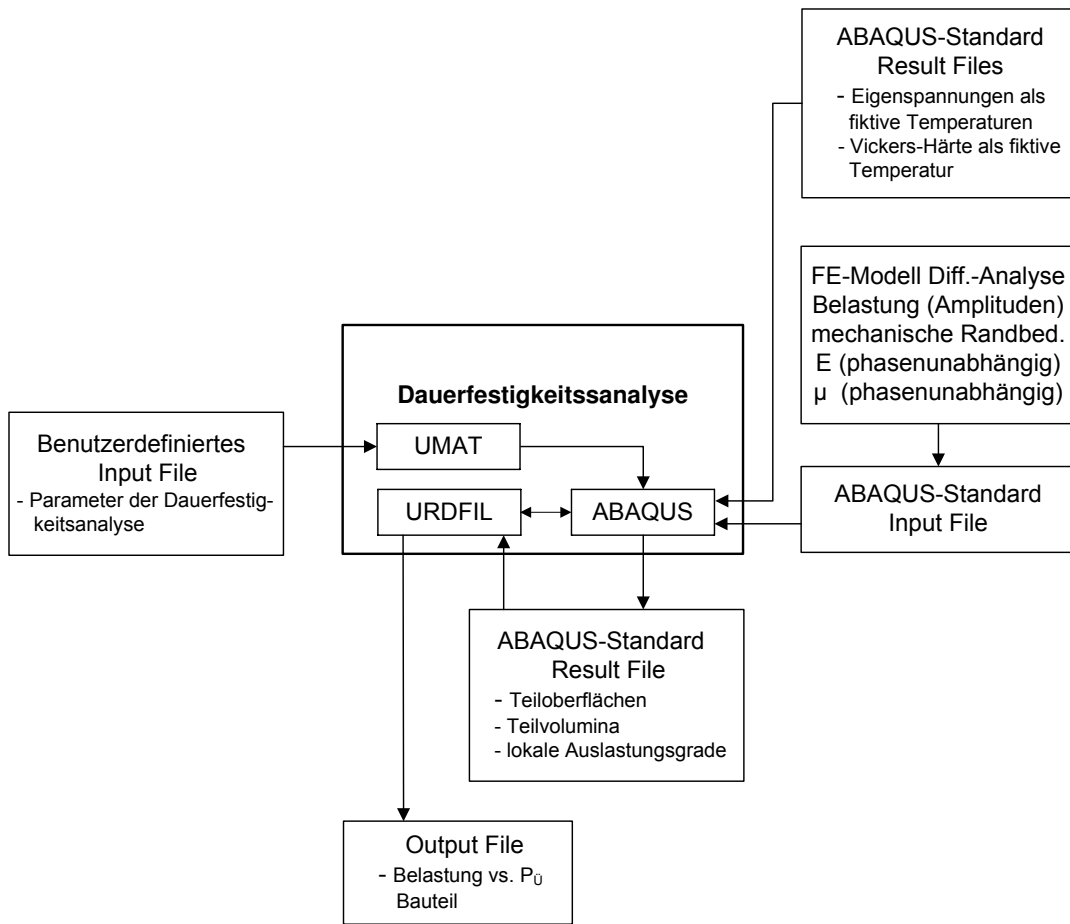 ABAQUS-Standard
Result Files
- Eigenspannungen als
fiktive Temperaturen
- Vickers-Härte als fiktive
Temperatur
FE-Modell Diff.-Analyse
Belastung (Amplituden)
mechanische Randbed.
E (phasenunabhängig)
µ (phasenunabhängig)
Dauerfestigkeitssanalyse
Benutzerdefiniertes
Input File
- Parameter der Dauerfestig-
keitsanalyse
UMAT
URDFIL
ABAQUS
ABAQUS-Standard
Input File
ABAQUS-Standard
Result File
- Teiloberflächen
- Teilvolumina
- lokale Auslastungsgrade
Output File
- Belastung vs. PÜ
Bauteil